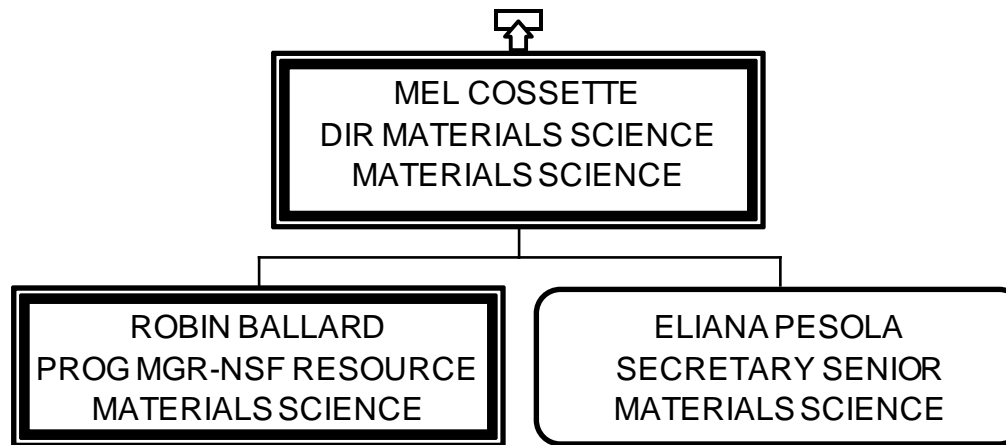 MEL COSSETTE
DIR MATERIALS SCIENCE
MATERIALS SCIENCE
ROBIN BALLARD
PROG MGR-NSF RESOURCE
MATERIALS SCIENCE
ELIANA PESOLA
SECRETARY SENIOR
MATERIALS SCIENCE